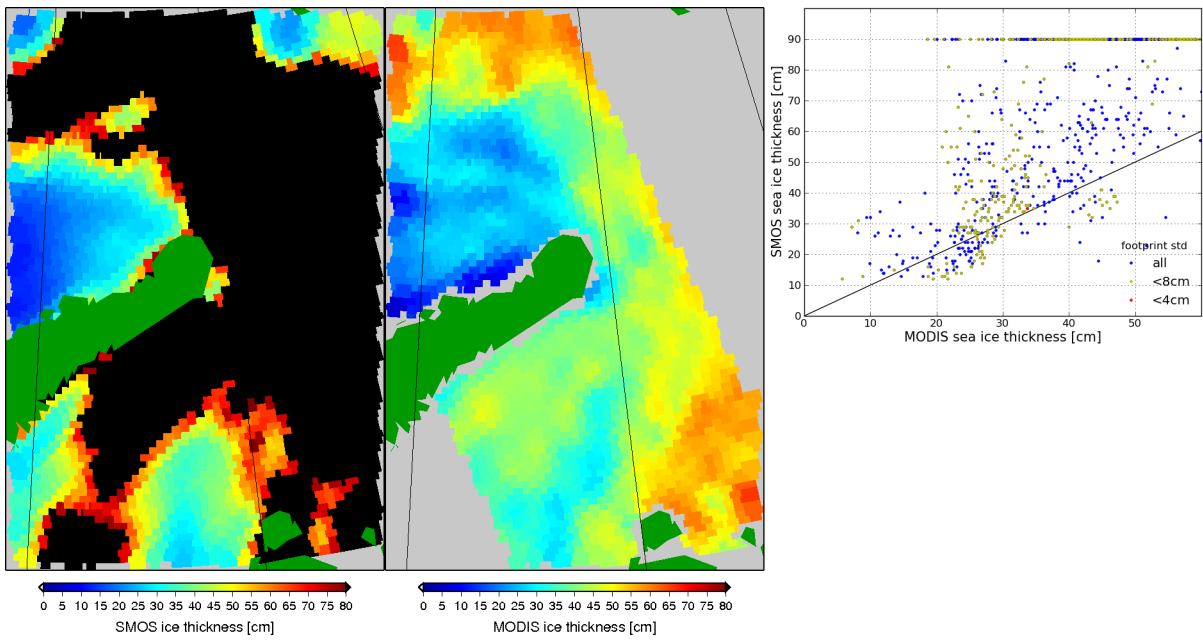 0 5 10 15 20 25 30 35 40 45 50 55 60 65 70 75 80
SMOS ice thickness [cm]
0 5 10 15 20 25 30 35 40 45 50 55 60 65 70 75 80
MODIS ice thickness [cm]
SMOS sea ice thickness [cm]
90
80
70
60
50
40
30
20
10
0
footprint std
all
<8cm
<4cm
0 10 20 30 40 50
MODIS sea ice thickness [cm]